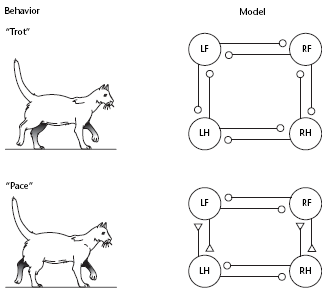 Behavior Model
“Trot”
LF RF
LH RH
“Pace”
LF RF
LH RH